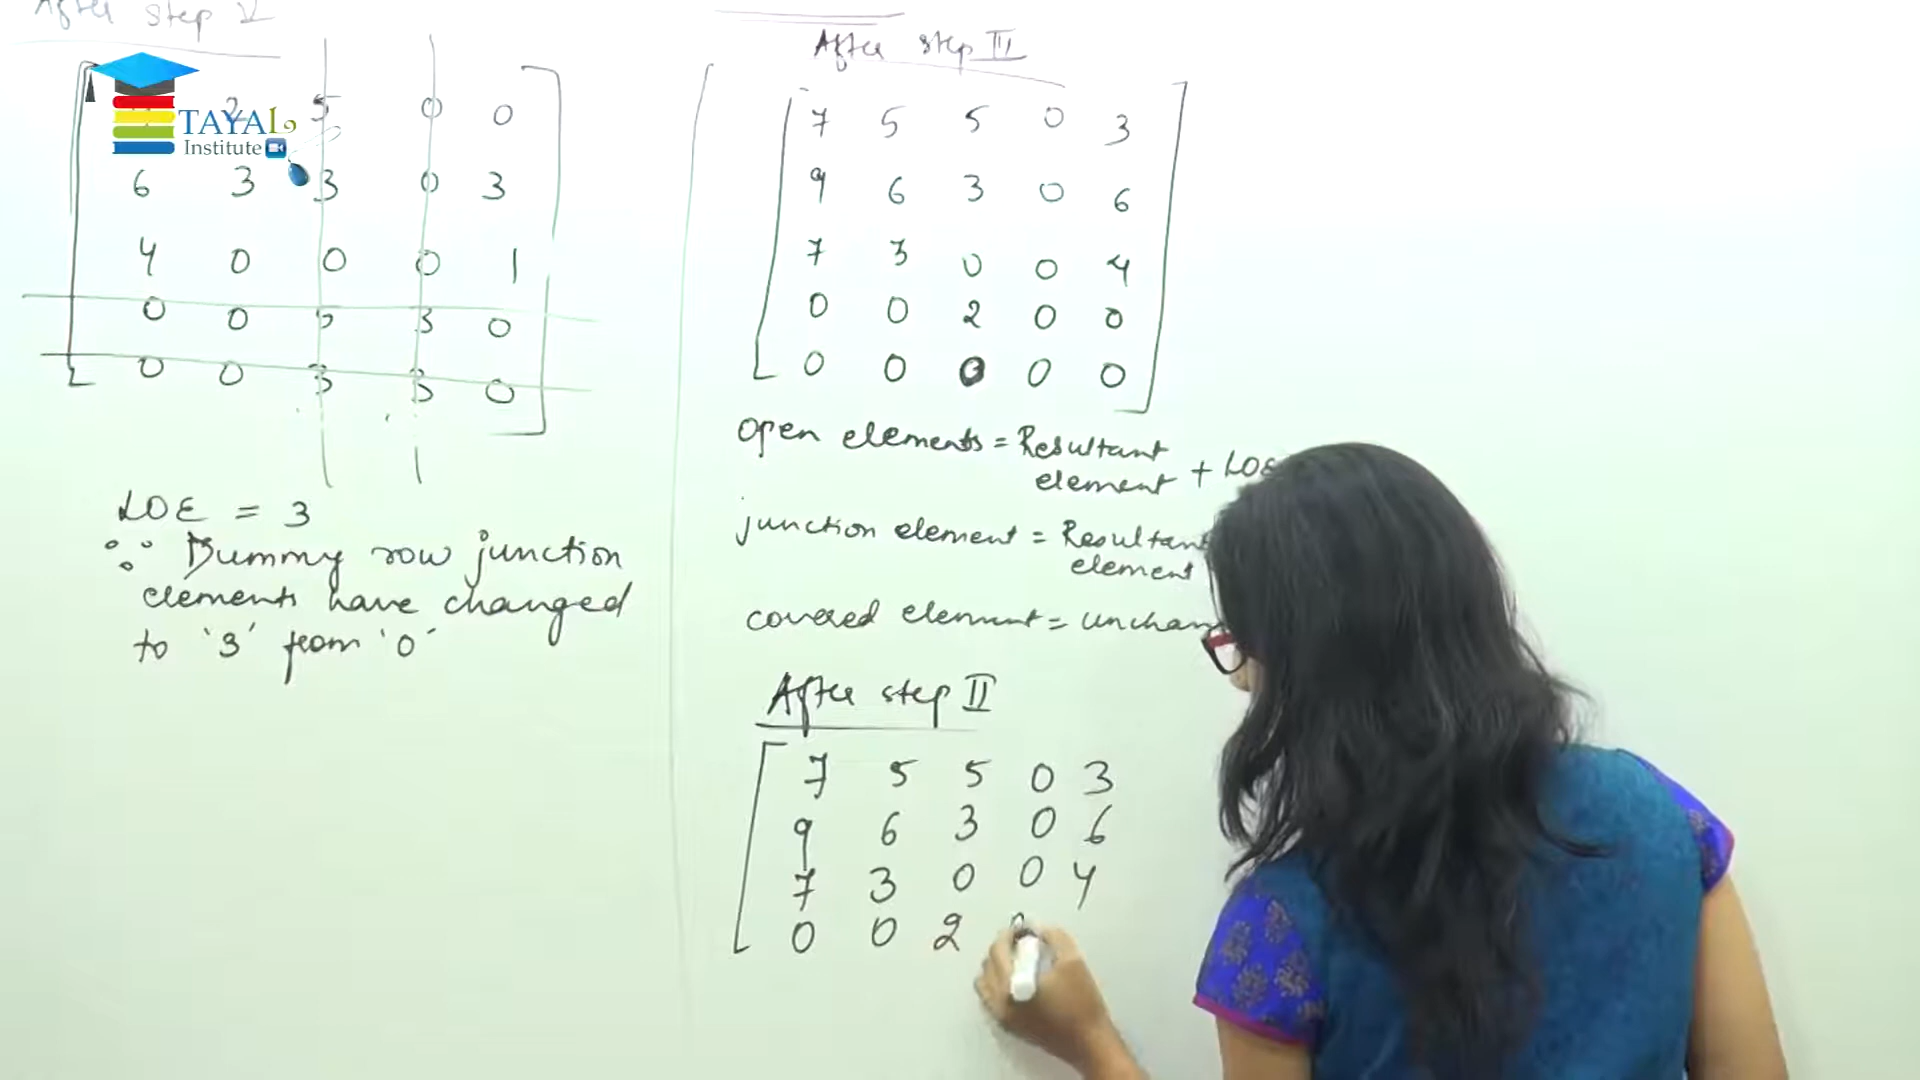 After step V
2 5 0 0
6 3 3 0 3
4 0 0 0 1
0 0 5 3 0
0 0 3 3 0
LOE = 3
∵ Dummy row junction
elements have changed
to '3' from '0'
TAYAL
Institute
After step III
7 5 5 0 3
9 6 3 0 6
7 3 0 0 4
0 0 2 0 0
0 0 0 0 0
open elements = Resultant
element + LOE
junction element = Resultant
element
covered element = unchan
After step II
7 5 5 0 3
9 6 3 0 6
7 3 0 0 4
0 0 2